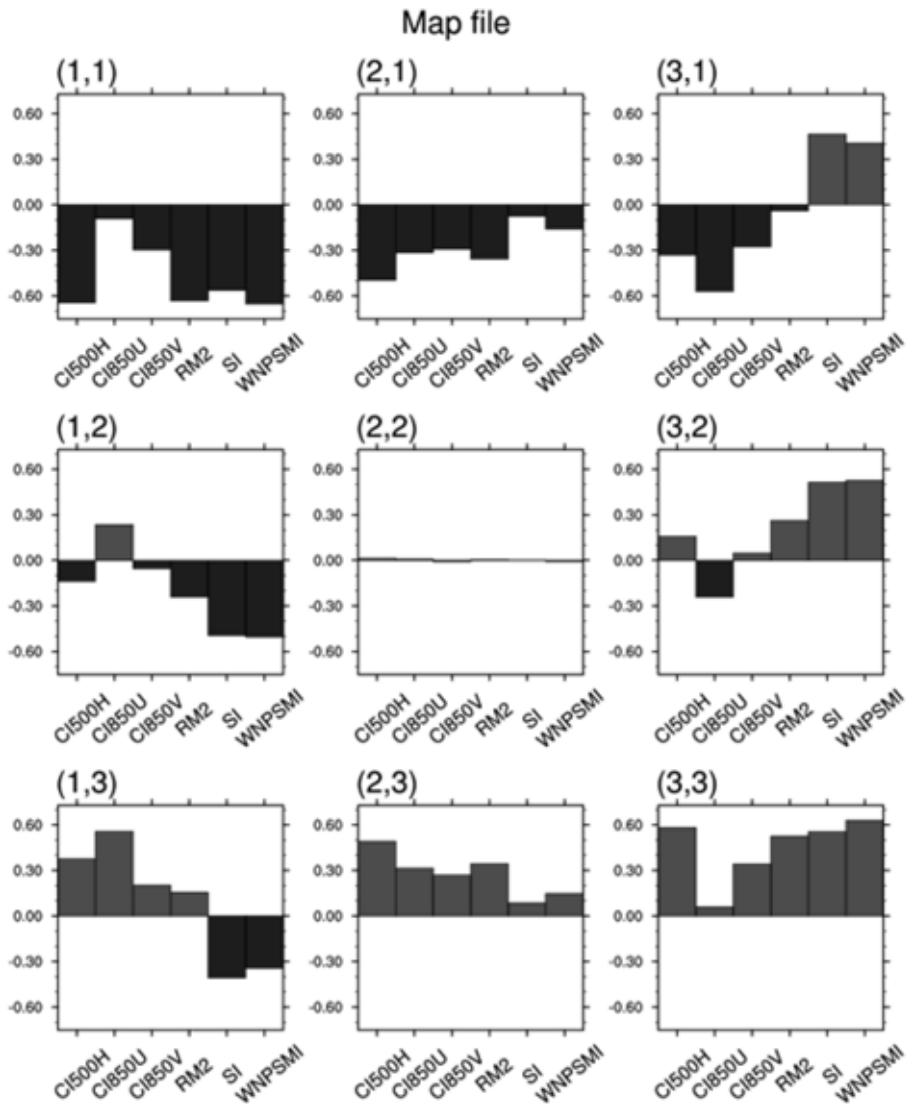 Map file
(1,1) (2,1) (3,1)
0.60 0.60 0.60
0.30 0.30 0.30
0.00 0.00 0.00
-0.30 -0.30 -0.30
-0.60 -0.60 -0.60
CI500H CI850U CI850V RM2 SI WNPSMI CI500H CI850U CI850V RM2 SI WNPSMI CI500H CI850U CI850V RM2 SI WNPSMI
(1,2) (2,2) (3,2)
0.60 0.60 0.60
0.30 0.30 0.30
0.00 0.00 0.00
-0.30 -0.30 -0.30
-0.60 -0.60 -0.60
CI500H CI850U CI850V RM2 SI WNPSMI CI500H CI850U CI850V RM2 SI WNPSMI CI500H CI850U CI850V RM2 SI WNPSMI
(1,3) (2,3) (3,3)
0.60 0.60 0.60
0.30 0.30 0.30
0.00 0.00 0.00
-0.30 -0.30 -0.30
-0.60 -0.60 -0.60
CI500H CI850U CI850V RM2 SI WNPSMI CI500H CI850U CI850V RM2 SI WNPSMI CI500H CI850U CI850V RM2 SI WNPSMI